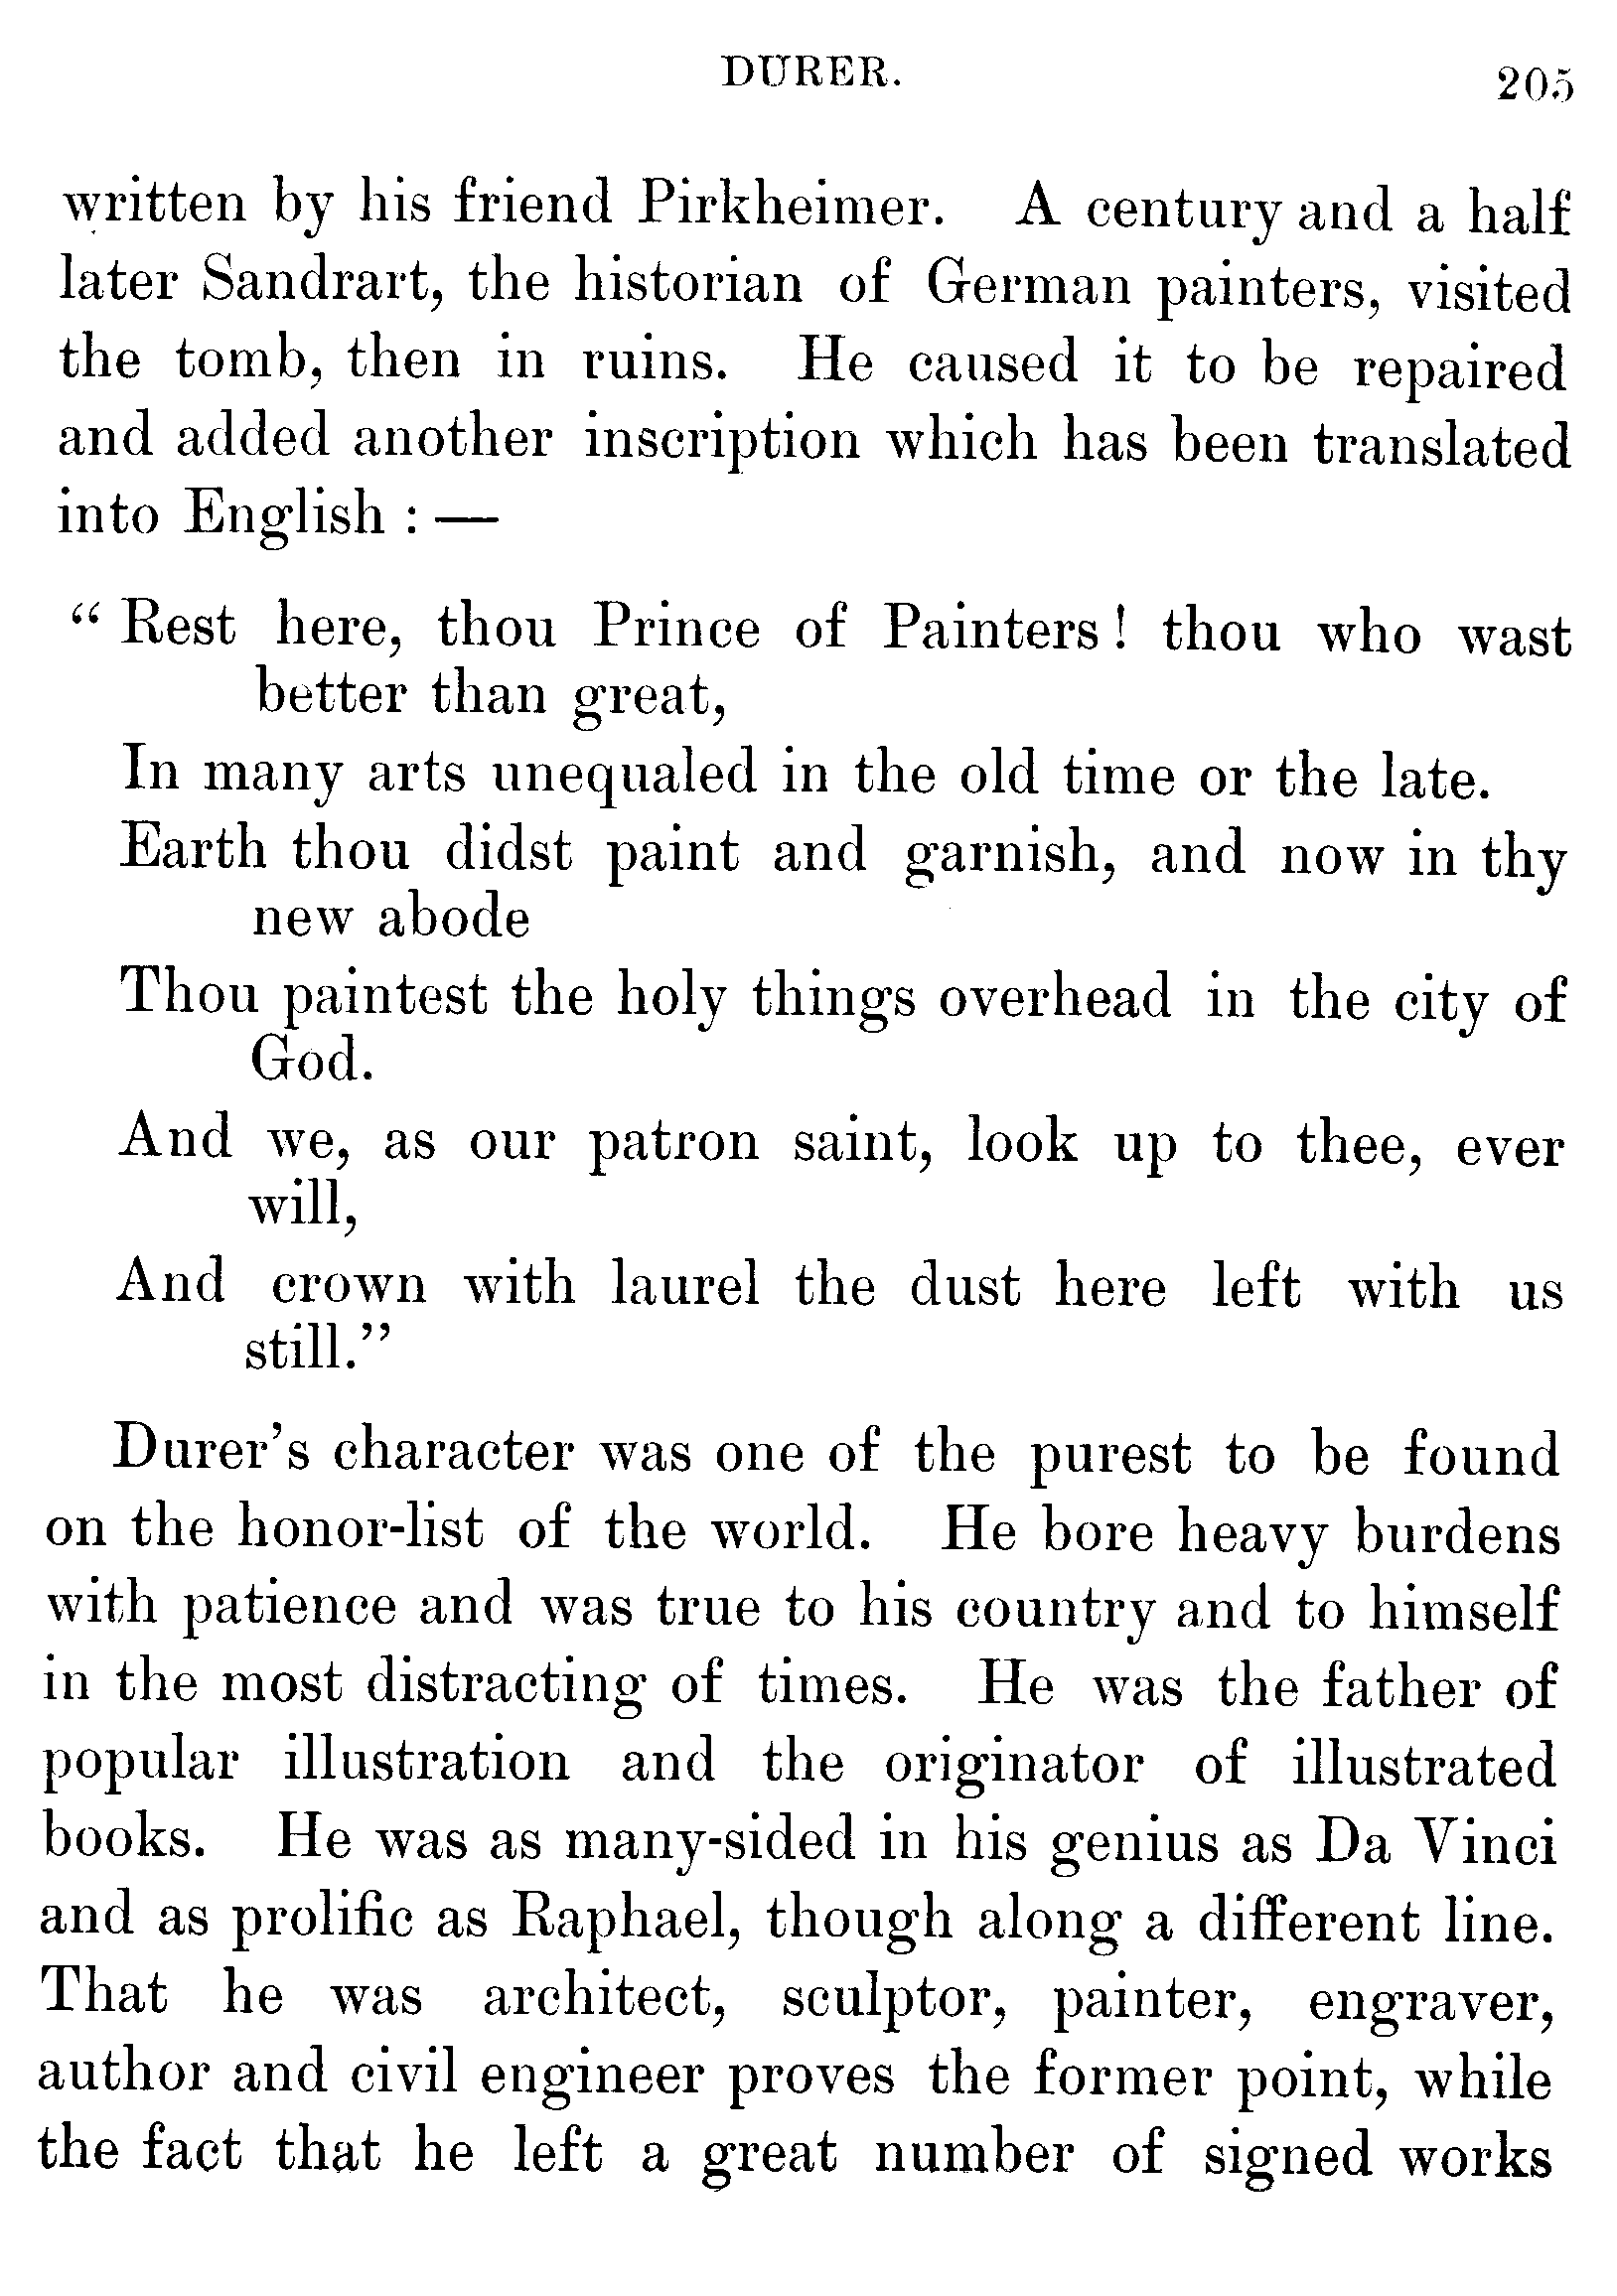 DURER.
205
written by his friend Pirkheimer. A century and a half
later Sandrart, the historian of German painters, visited
the tomb, then in ruins. He caused it to be repaired
and added another inscription which has been translated
into English : —
“ Rest here, thou Prince of Painters ! thou who wast
better than great,
In many arts unequaled in the old time or the late.
Earth thou didst paint and garnish, and now in thy
new abode
Thou paintest the holy things overhead in the city of
God.
And we, as our patron saint, look up to thee, ever
will,
And crown with laurel the dust here left with us
still.”
Durer’s character was one of the purest to be found
on the honor-list of the world. He bore heavy burdens
with patience and was true to his country and to himself
in the most distracting of times. He was the father of
popular illustration and the originator of illustrated
books. He was as many-sided in his genius as Da Vinci
and as prolific as Raphael, though along a different line.
That he was architect, sculptor, painter, engraver,
author and civil engineer proves the former point, while
the fact that he left a great number of signed works